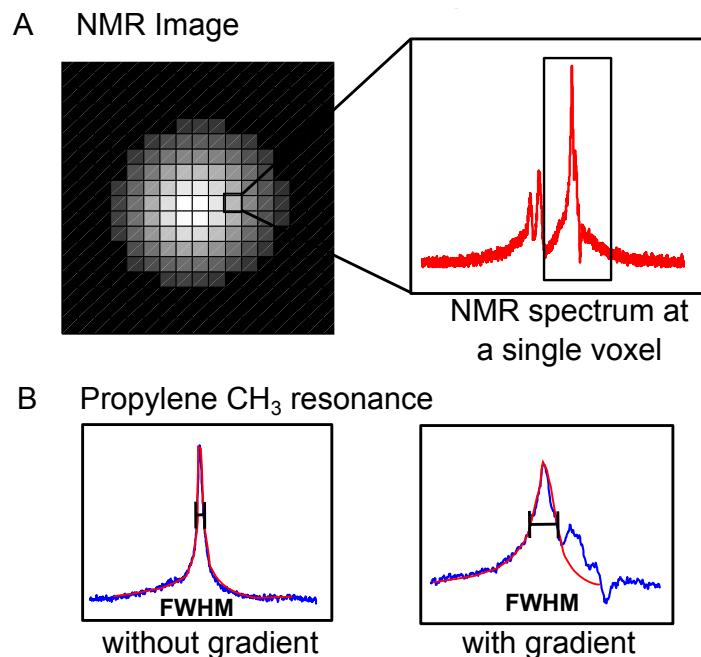 A NMR Image
NMR spectrum at
a single voxel
B Propylene CH₃ resonance
FWHM
without gradient
FWHM
with gradient